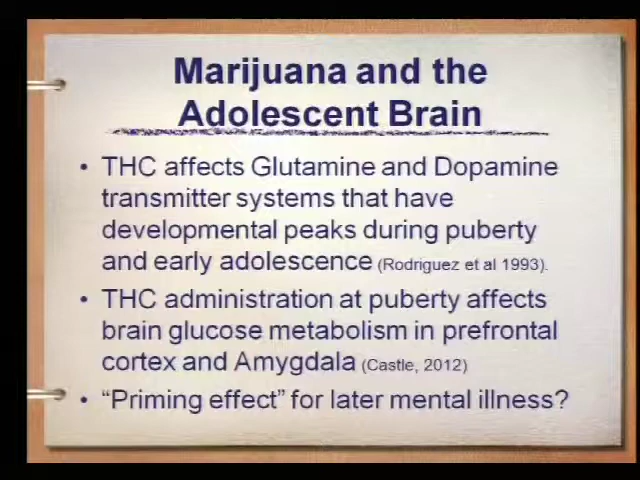 Marijuana and the
Adolescent Brain
• THC affects Glutamine and Dopamine
transmitter systems that have
developmental peaks during puberty
and early adolescence (Rodriguez et al 1993).
• THC administration at puberty affects
brain glucose metabolism in prefrontal
cortex and Amygdala (Castle, 2012)
• “Priming effect” for later mental illness?